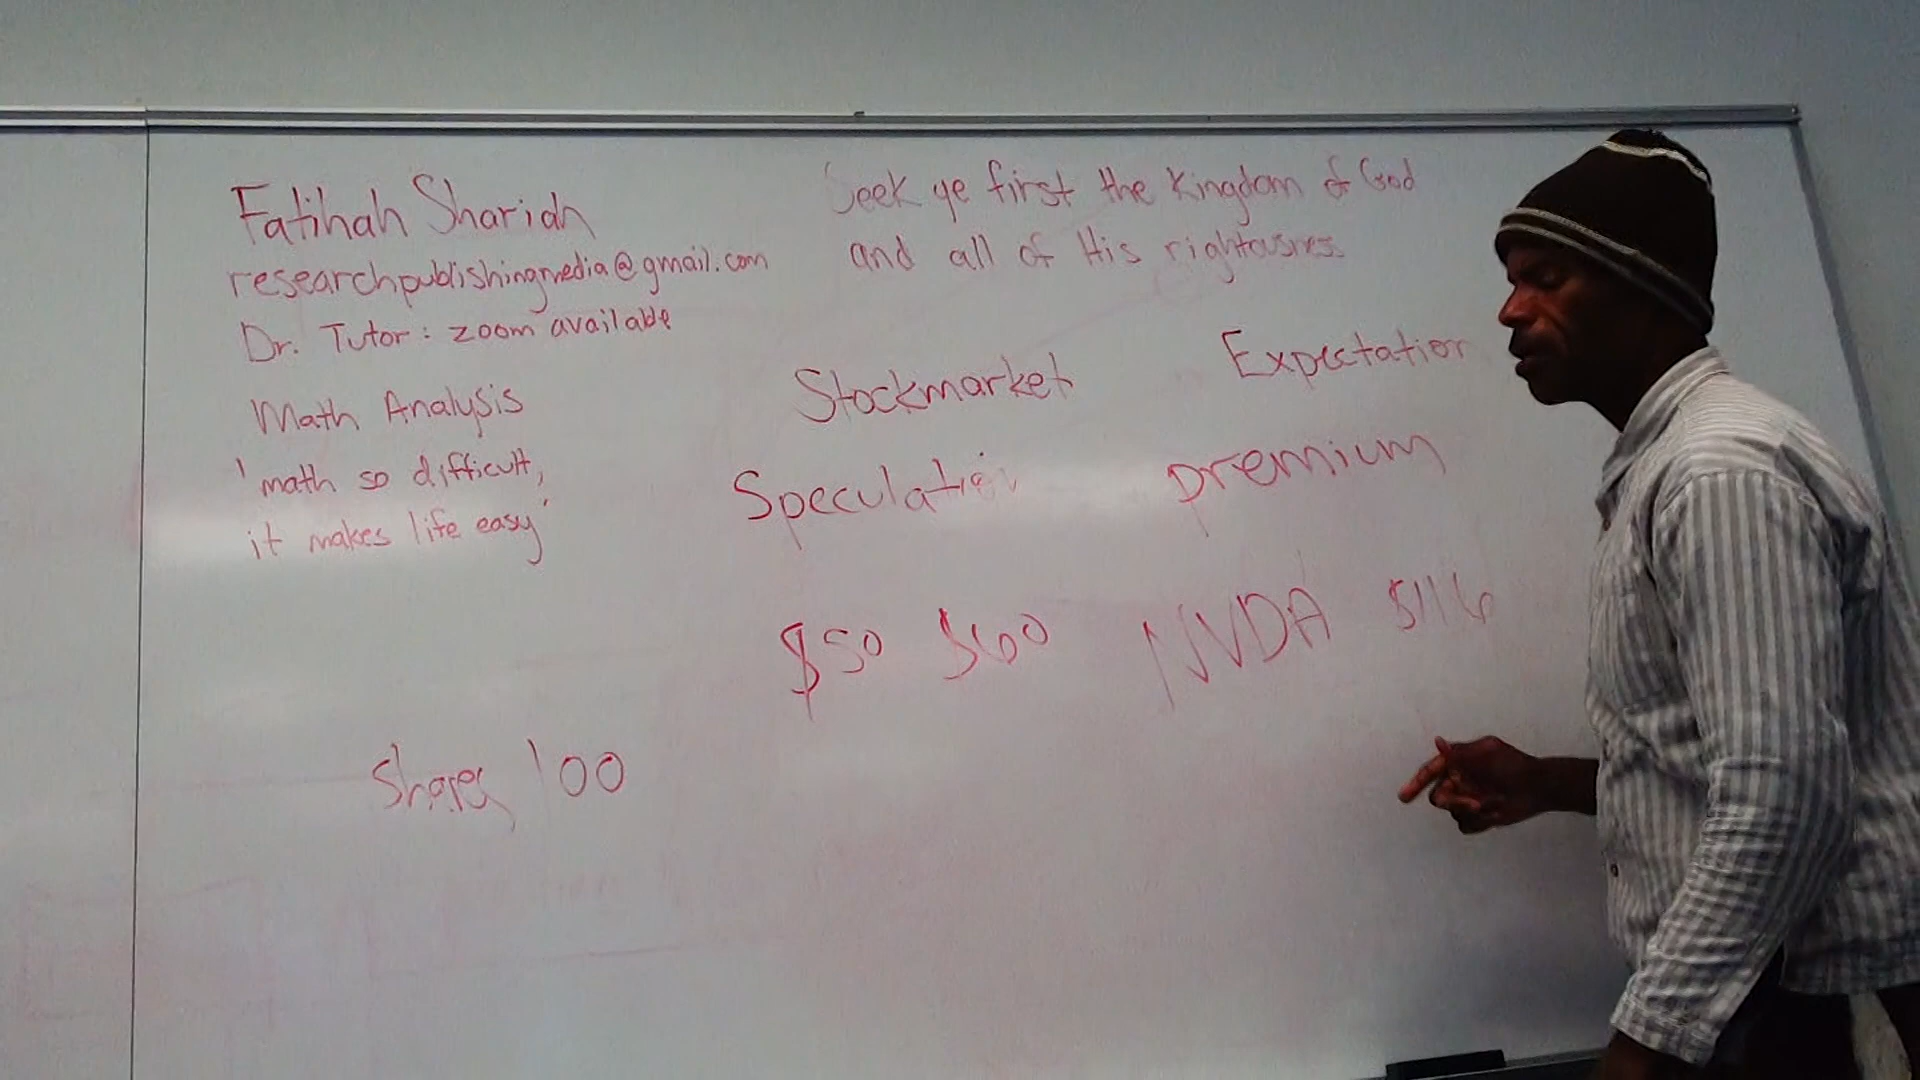 Fatihah Shariah
researchpublishingmedia@gmail.com
Dr. Tutor: zoom available
Math Analysis
'math so difficult,
it makes life easy'
Seek ye first the Kingdom of God
and all of His rightousness
Stockmarket
Expectation
Speculation
premium
$50 $60 NVDA $116
Shares 100